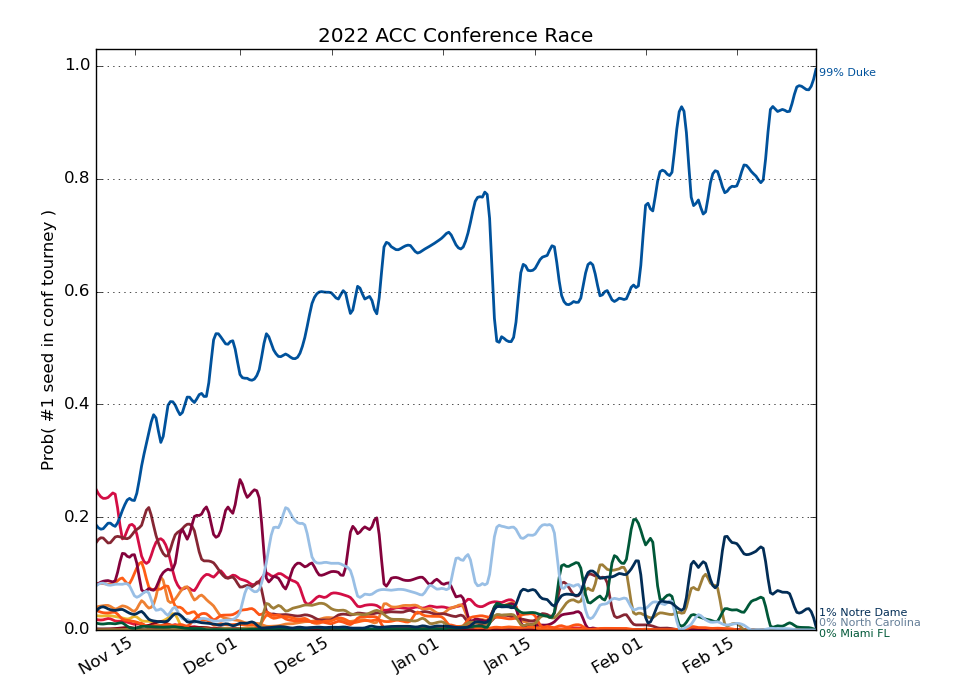 2022 ACC Conference Race
Prob( #1 seed in conf tourney )
1.0
0.8
0.6
0.4
0.2
0.0
Nov 15
Dec 01
Dec 15
Jan 01
Jan 15
Feb 01
Feb 15
99% Duke
1% Notre Dame
0% North Carolina
0% Miami FL